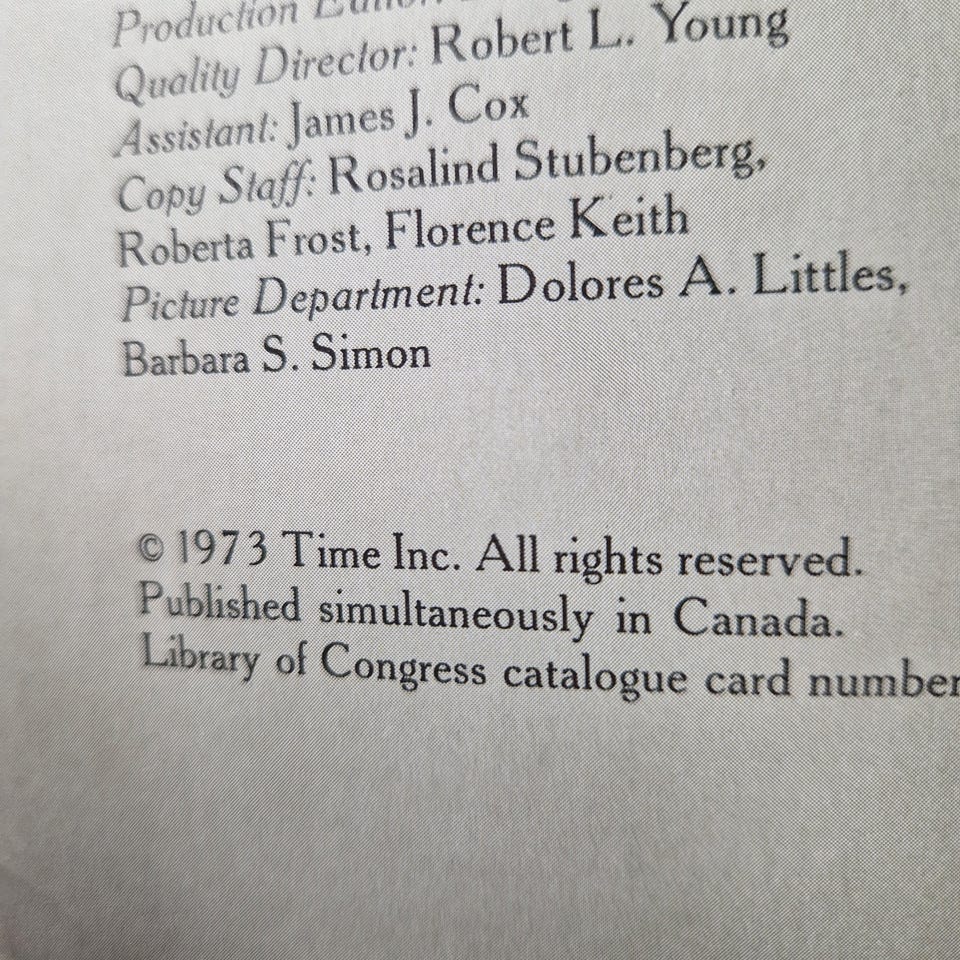 Production
Quality Director: Robert L. Young
Assistant: James J. Cox
Copy Staff: Rosalind Stubenberg,
Roberta Frost, Florence Keith
Picture Department: Dolores A. Littles,
Barbara S. Simon
© 1973 Time Inc. All rights reserved.
Published simultaneously in Canada.
Library of Congress catalogue card number